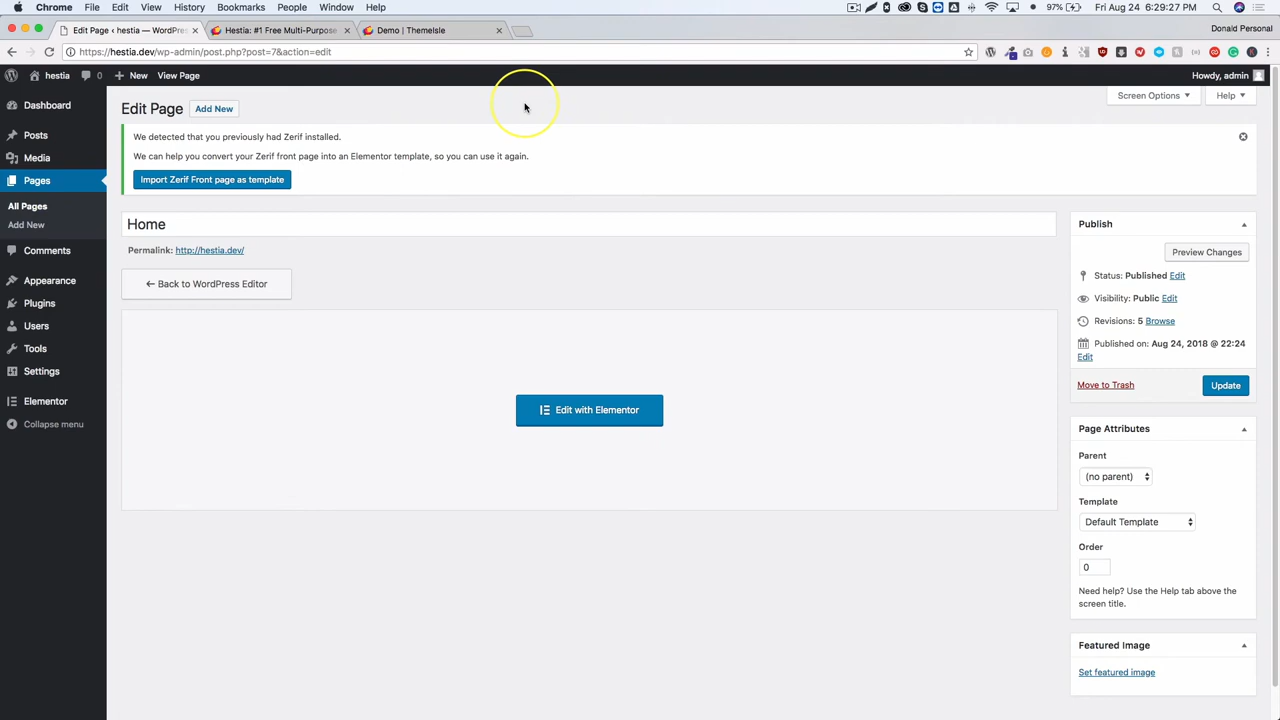 Chrome File Edit View History Bookmarks People Window Help 97% Fri Aug 24 6:29:27 PM
Edit Page ‹ hestia — WordPres Hestia: #1 Free Multi-Purpose Demo | ThemeIsle Donald Personal
https://hestia.dev/wp-admin/post.php?post=7&action=edit
hestia 0 New View Page Howdy, admin
Screen Options Help
Edit Page Add New
We detected that you previously had Zerif installed.
We can help you convert your Zerif front page into an Elementor template, so you can use it again.
Import Zerif Front page as template
Dashboard
Posts
Media
Pages
All Pages
Add New
Comments
Appearance
Plugins
Users
Tools
Settings
Elementor
Collapse menu
Home
Permalink: http://hestia.dev/
← Back to WordPress Editor
Edit with Elementor
Publish
Preview Changes
Status: Published Edit
Visibility: Public Edit
Revisions: 5 Browse
Published on: Aug 24, 2018 @ 22:24
Edit
Move to Trash Update
Page Attributes
Parent
(no parent)
Template
Default Template
Order
0
Need help? Use the Help tab above the
screen title.
Featured Image
Set featured image